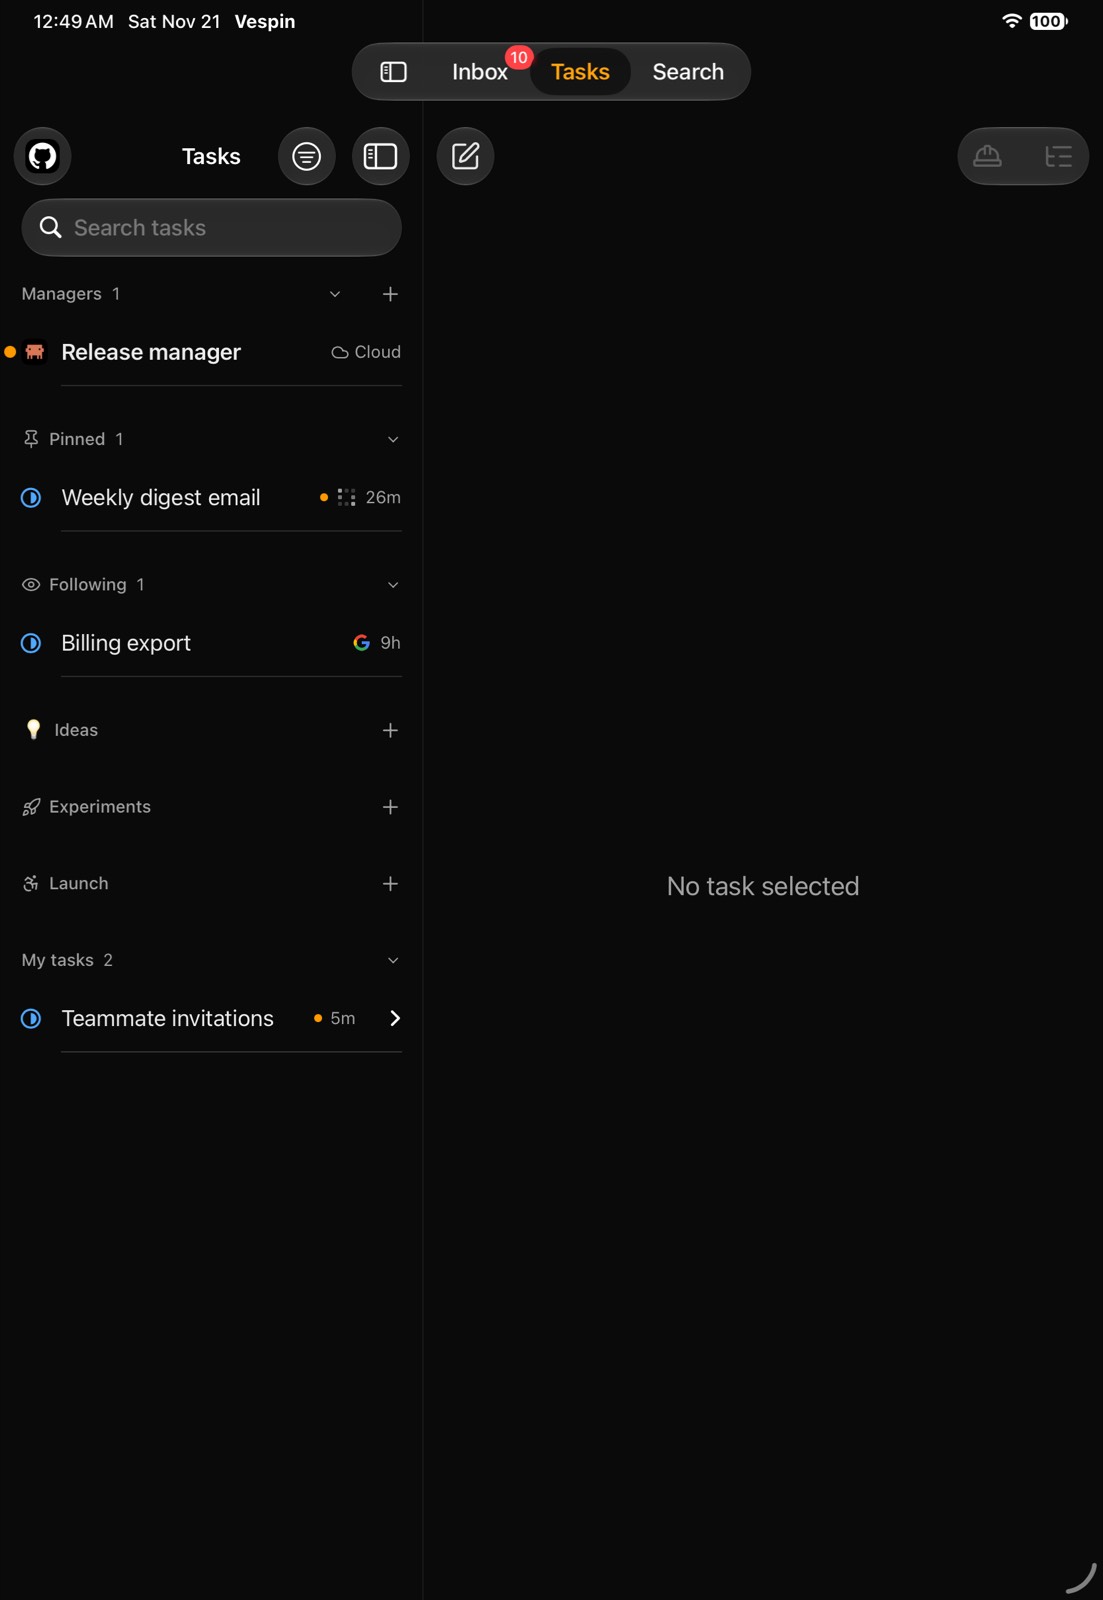 12:49 AM Sat Nov 21 Vespin
100
Inbox 10 Tasks Search
Tasks
Search tasks
Managers 1
Release manager Cloud
Pinned 1
Weekly digest email 26m
Following 1
Billing export 9h
Ideas
Experiments
Launch
No task selected
My tasks 2
Teammate invitations 5m